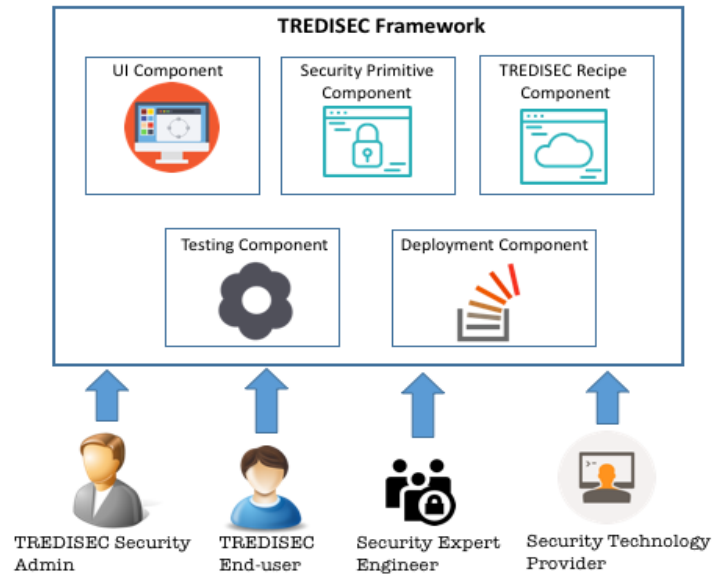 TREDISEC Framework
UI Component
Security Primitive
Component
TREDISEC Recipe
Component
Testing Component
Deployment Component
TREDISEC Security
Admin
TREDISEC
End-user
Security Expert
Engineer
Security Technology
Provider